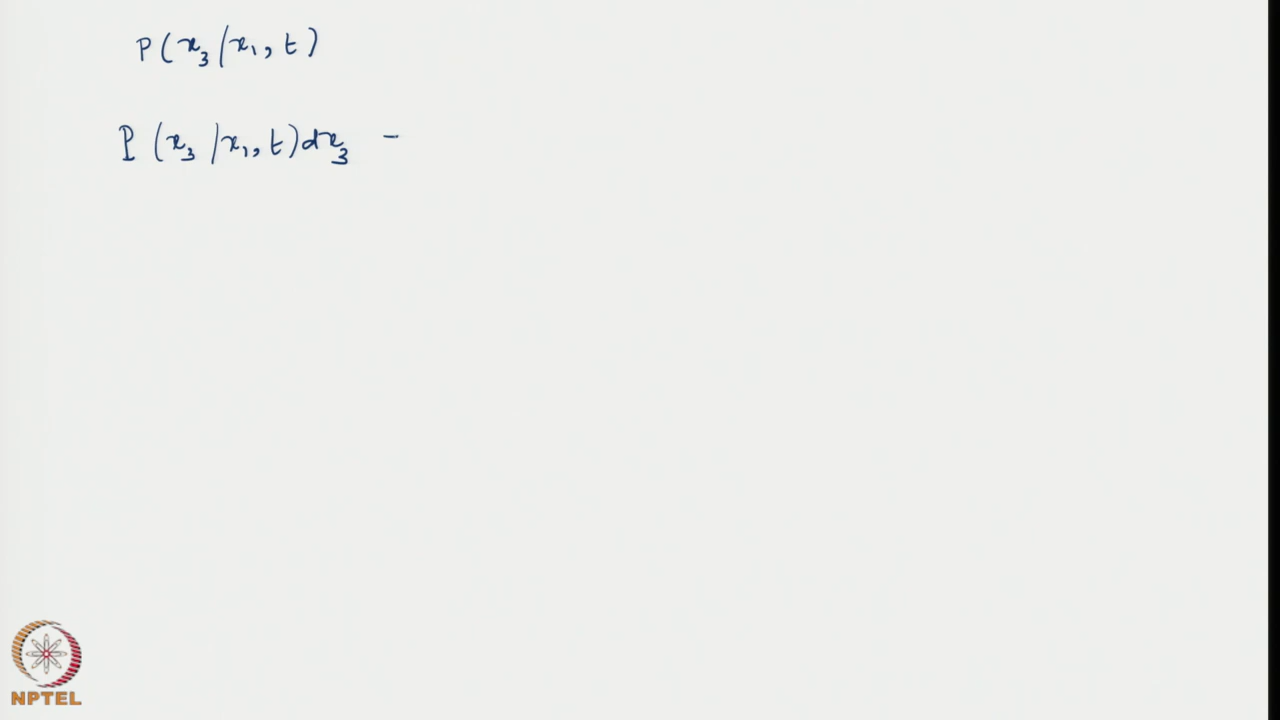 P(x₃/x₁, t)
P(x₃/x₁, t)dx₃ –
NPTEL